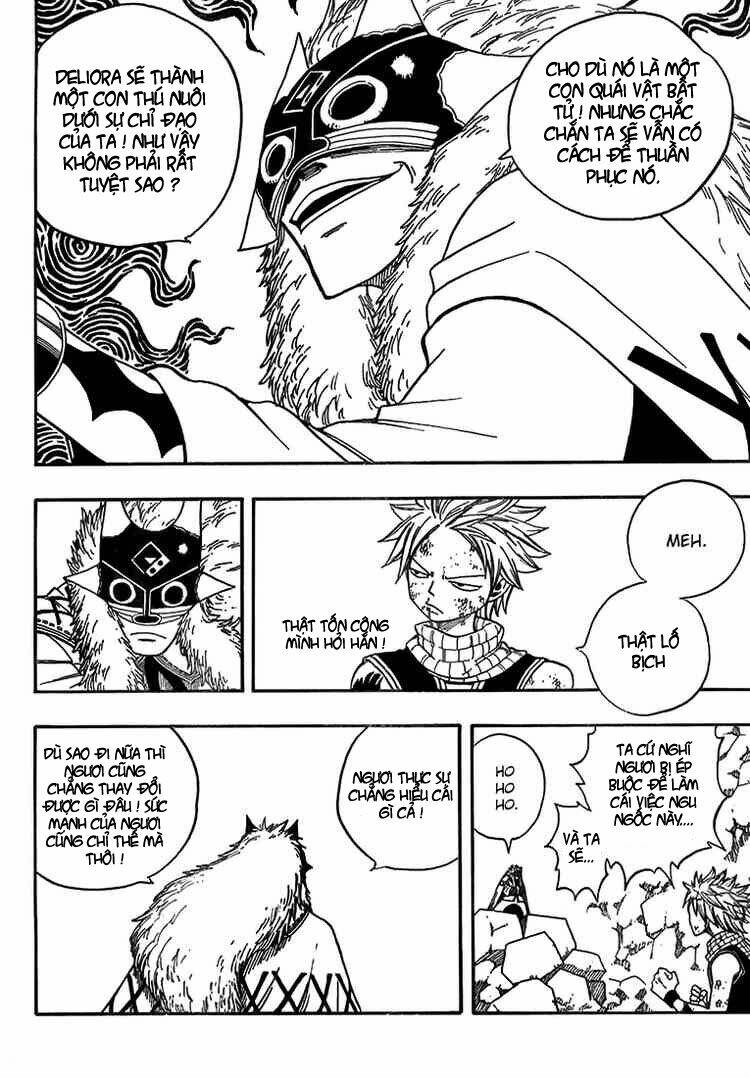 CHO DÙ NÓ LÀ MỘT
CON QUÁI VẬT BẤT
TỬ ! NHƯNG CHẮC
CHẮN TA SẼ VẪN CÓ
CÁCH ĐỂ THUẦN
PHỤC NÓ.
DELIORA SẼ THÀNH
MỘT CON THÚ NUÔI
DƯỚI SỰ CHỈ ĐẠO
CỦA TA ! NHƯ VẬY
KHÔNG PHẢI RẤT
TUYỆT SAO ?
MEH.
THẬT LỐ
BỊCH
THẬT TỐN CÔNG
MÌNH HỎI HẮN !
TA CỨ NGHĨ
NGƯƠI BỊ ÉP
BUỘC ĐỂ LÀM
CÁI VIỆC NGU
NGỐC NÀY....
VÀ TA
SẼ...
HO
HO
HO.
NGƯƠI THỰC SỰ
CHẲNG HIỂU CÁI
GÌ CẢ !
DÙ SAO ĐI NỮA THÌ
NGƯƠI CŨNG
CHẲNG THAY ĐỔI
ĐƯỢC GÌ ĐÂU ! SỨC
MẠNH CỦA NGƯƠI
CŨNG CHỈ THẾ MÀ
THÔI !